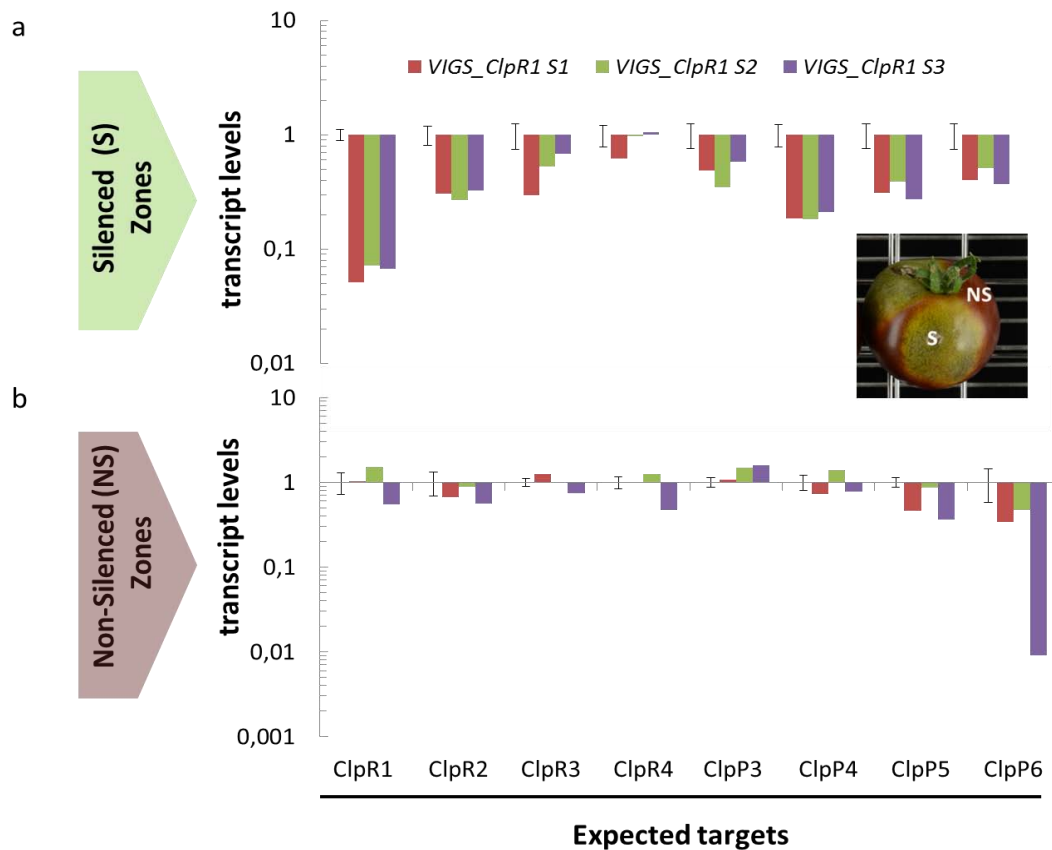 a
Silenced (S)
Zones
transcript levels
10
1
0,1
0,01
VIGS_ClpR1 S1
VIGS_ClpR1 S2
VIGS_ClpR1 S3
NS
S
b
Non-Silenced (NS)
Zones
transcript levels
10
1
0,1
0,01
0,001
ClpR1
ClpR2
ClpR3
ClpR4
ClpP3
ClpP4
ClpP5
ClpP6
Expected targets